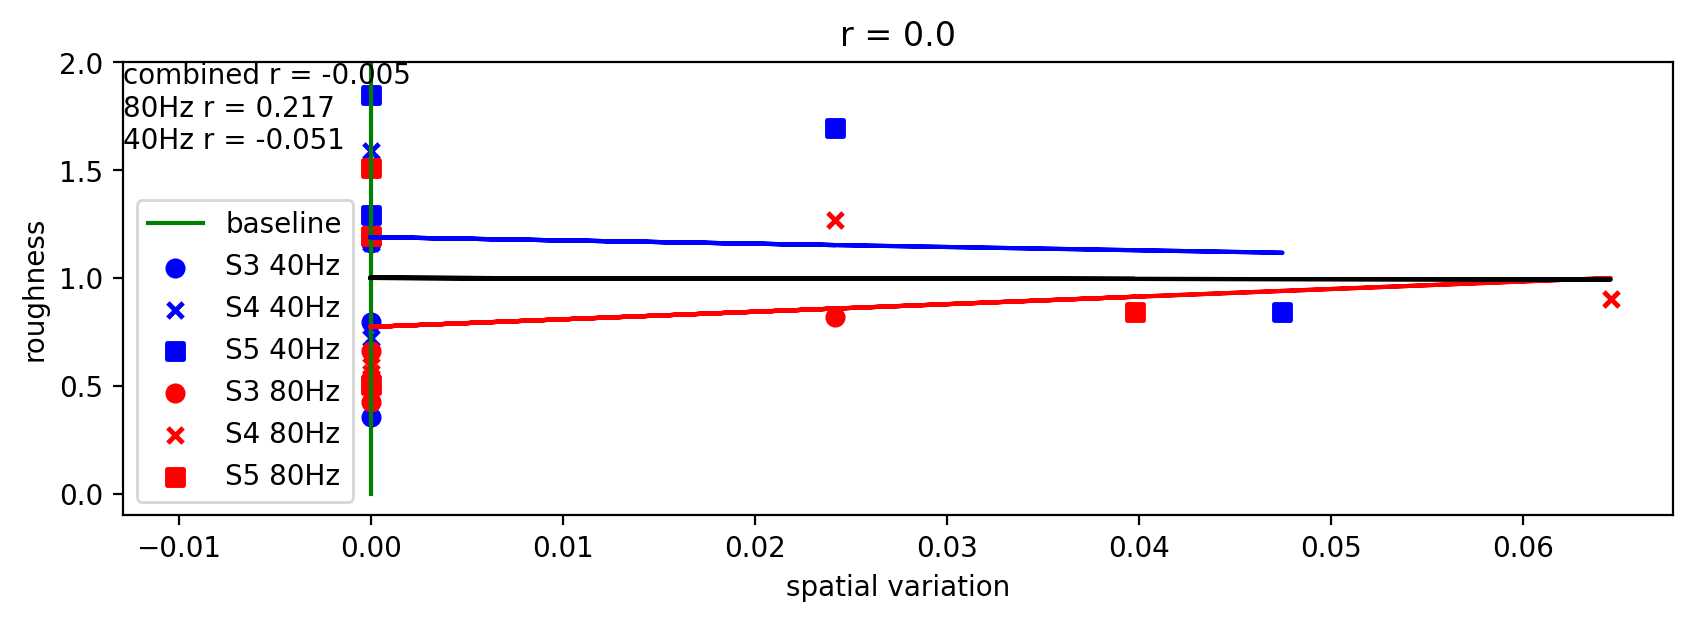 r = 0.0
combined r = -0.005
80Hz r = 0.217
40Hz r = -0.051
2.0
1.5
1.0
0.5
0.0
roughness
baseline
S3 40Hz
S4 40Hz
S5 40Hz
S3 80Hz
S4 80Hz
S5 80Hz
−0.01 0.00 0.01 0.02 0.03 0.04 0.05 0.06
spatial variation